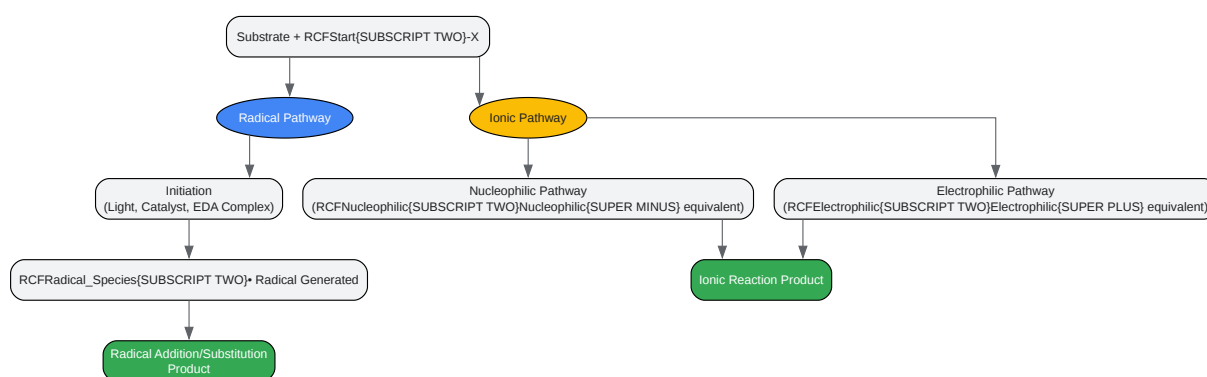 Substrate + RCFStart{SUBSCRIPT TWO}-X
Radical Pathway
Ionic Pathway
Initiation
(Light, Catalyst, EDA Complex)
Nucleophilic Pathway
(RCFNucleophilic{SUBSCRIPT TWO}Nucleophilic{SUPER MINUS} equivalent)
Electrophilic Pathway
(RCFElectrophilic{SUBSCRIPT TWO}Electrophilic{SUPER PLUS} equivalent)
RCFRadical_Species{SUBSCRIPT TWO}• Radical Generated
Ionic Reaction Product
Radical Addition/Substitution
Product